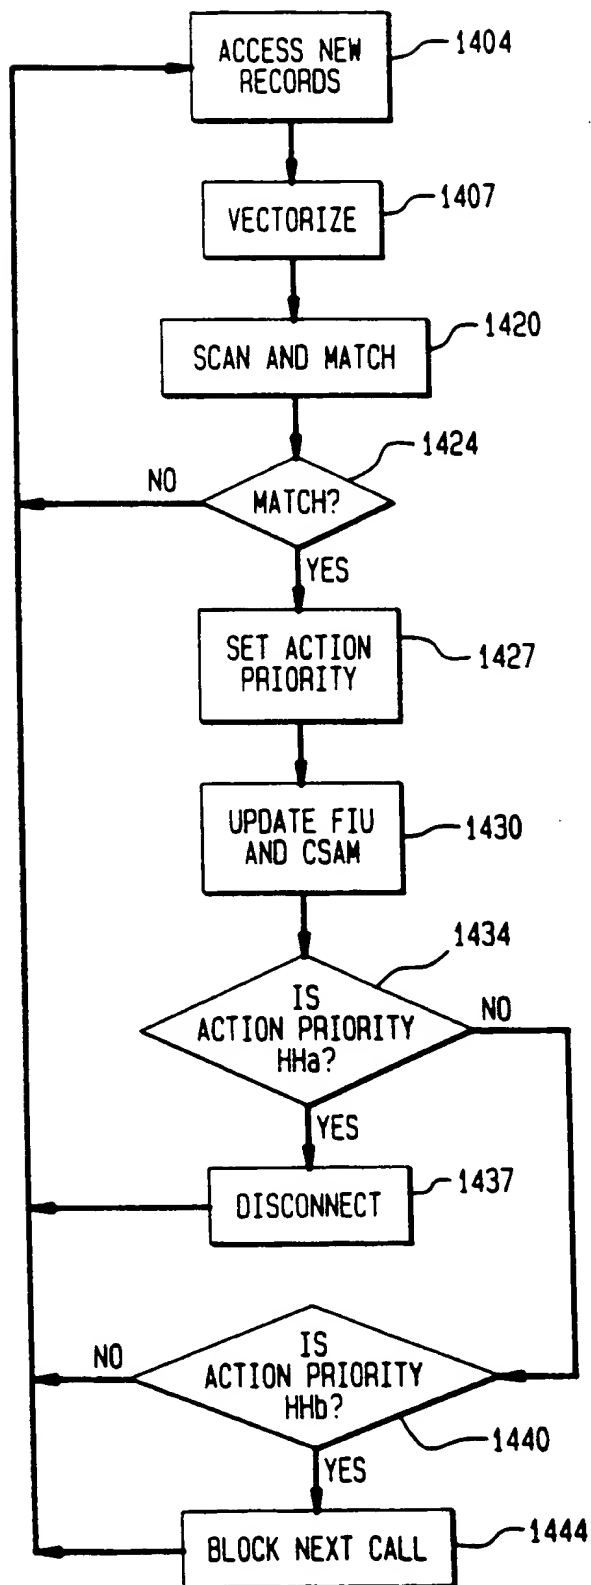 ACCESS NEW
RECORDS
1404
VECTORIZE
1407
SCAN AND MATCH
1420
MATCH?
1424
NO
YES
SET ACTION
PRIORITY
1427
UPDATE FIU
AND CSAM
1430
IS
ACTION PRIORITY
HHa?
1434
NO
YES
DISCONNECT
1437
IS
ACTION PRIORITY
HHb?
NO
1440
YES
BLOCK NEXT CALL
1444